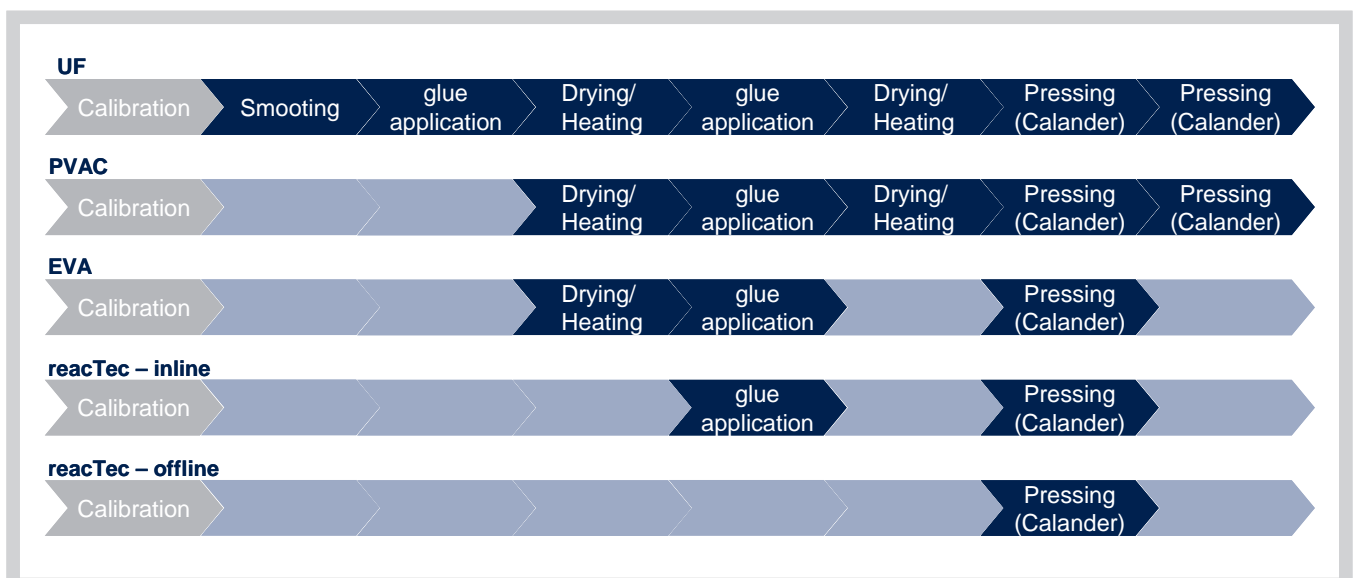 UF
Calibration
Smooting
glue
application
Drying/
Heating
glue
application
Drying/
Heating
Pressing
(Calander)
Pressing
(Calander)
PVAC
Calibration
Drying/
Heating
glue
application
Drying/
Heating
Pressing
(Calander)
Pressing
(Calander)
EVA
Calibration
Drying/
Heating
glue
application
Pressing
(Calander)
reacTec – inline
Calibration
glue
application
Pressing
(Calander)
reacTec – offline
Calibration
Pressing
(Calander)